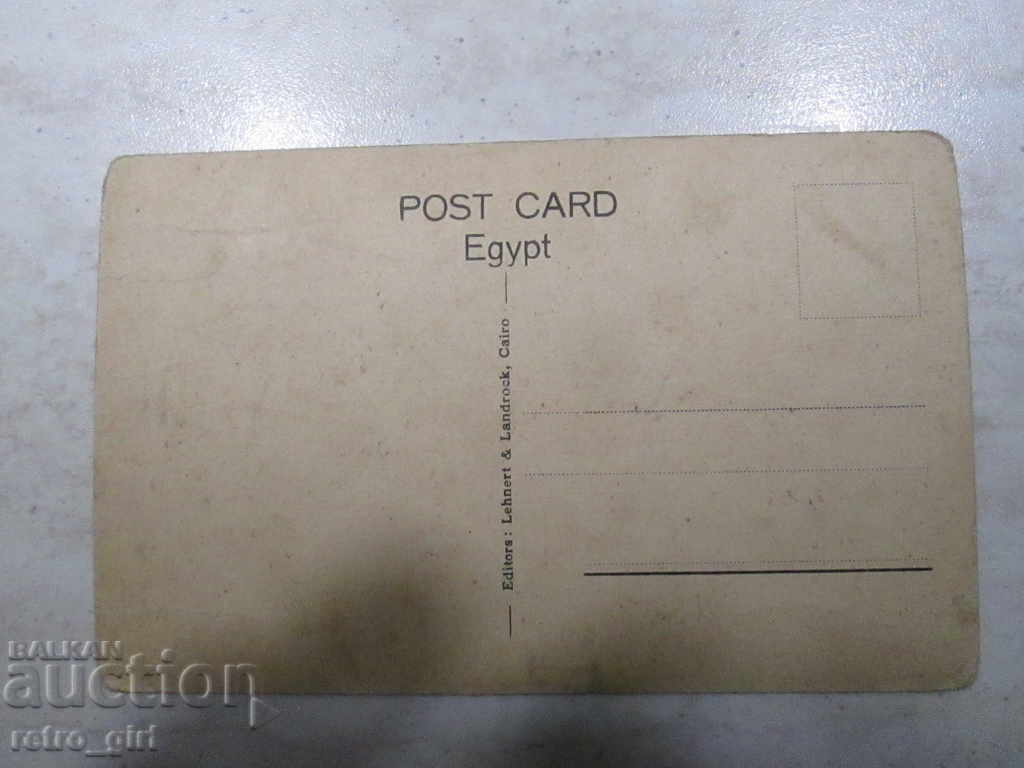 POST CARD
Egypt
Editors: Lehnert & Landrock, Cairo
BALKAN
auction
retro_girl